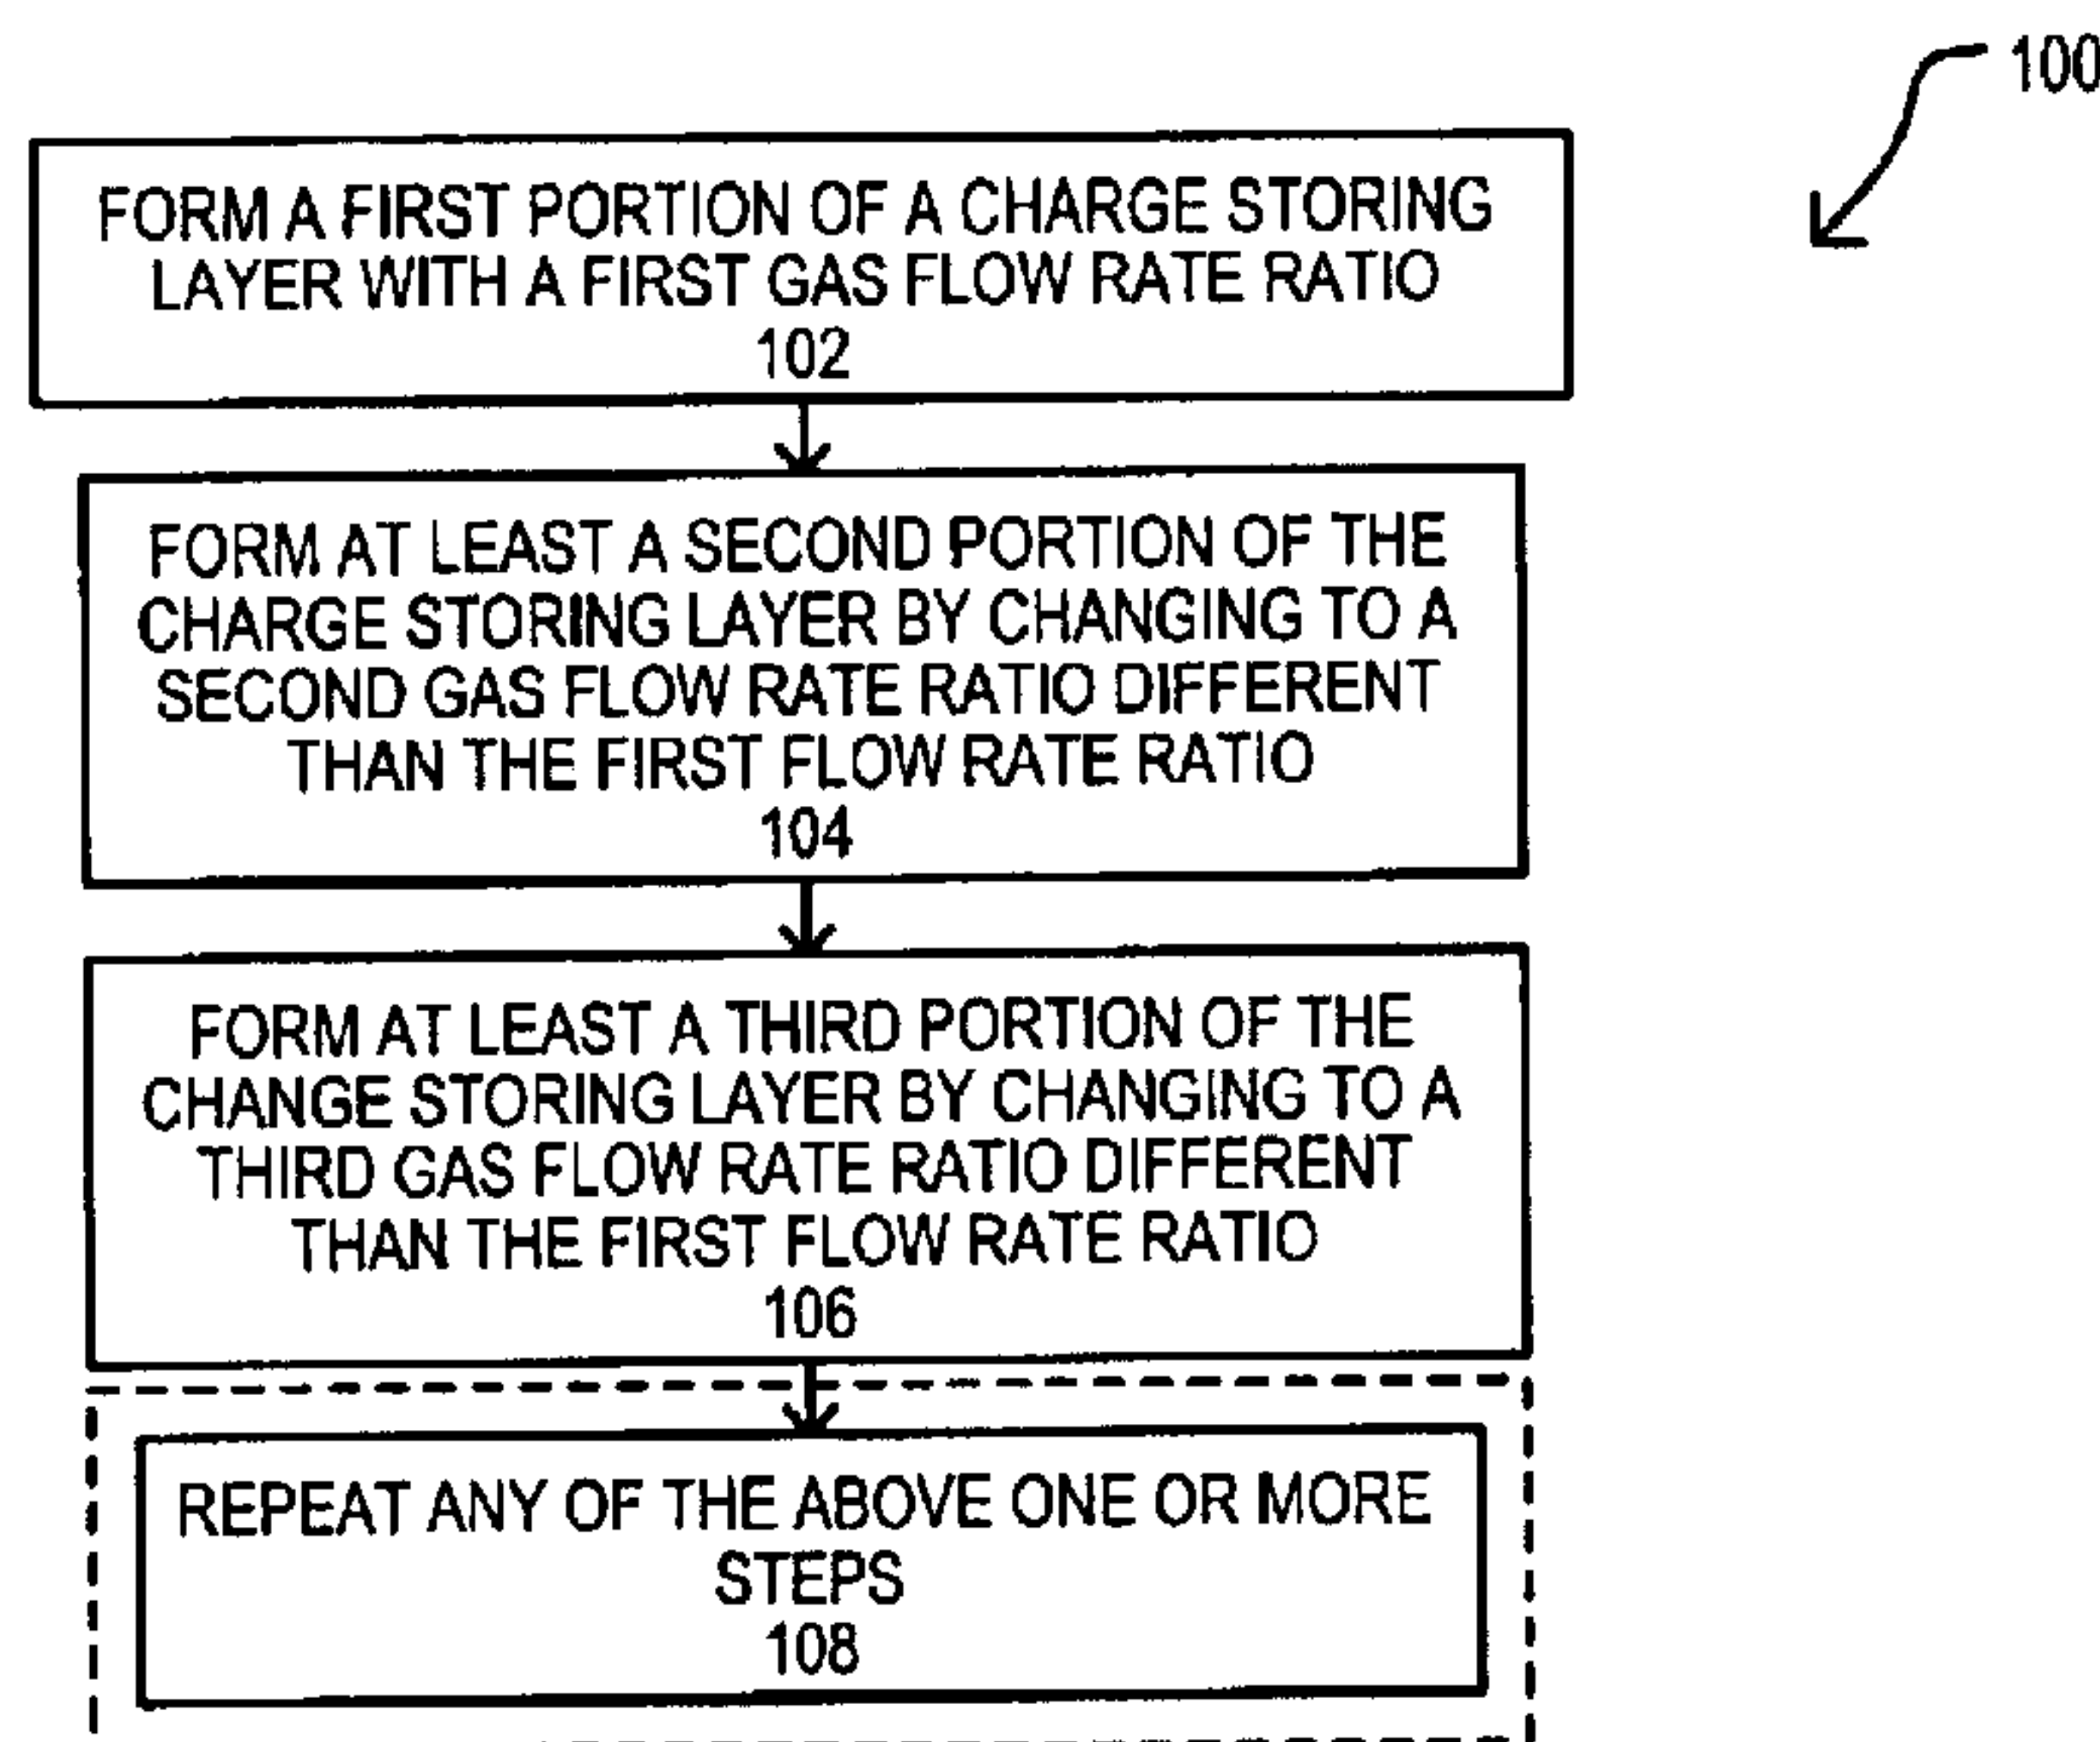 100
FORM A FIRST PORTION OF A CHARGE STORING
LAYER WITH A FIRST GAS FLOW RATE RATIO
102
FORM AT LEAST A SECOND PORTION OF THE
CHARGE STORING LAYER BY CHANGING TO A
SECOND GAS FLOW RATE RATIO DIFFERENT
THAN THE FIRST FLOW RATE RATIO
104
FORM AT LEAST A THIRD PORTION OF THE
CHANGE STORING LAYER BY CHANGING TO A
THIRD GAS FLOW RATE RATIO DIFFERENT
THAN THE FIRST FLOW RATE RATIO
106
REPEAT ANY OF THE ABOVE ONE OR MORE
STEPS
108